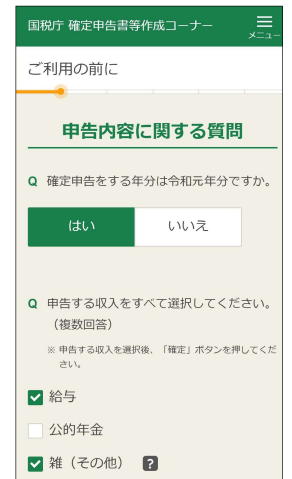 国税庁 確定申告書等作成コーナー
メニュー
ご利用の前に
申告内容に関する質問
Q 確定申告をする年分は令和元年分ですか。
はい いいえ
Q 申告する収入をすべて選択してください。
（複数回答）
※ 申告する収入を選択後、「確定」ボタンを押してくだ
さい。
給与
公的年金
雑（その他） ?